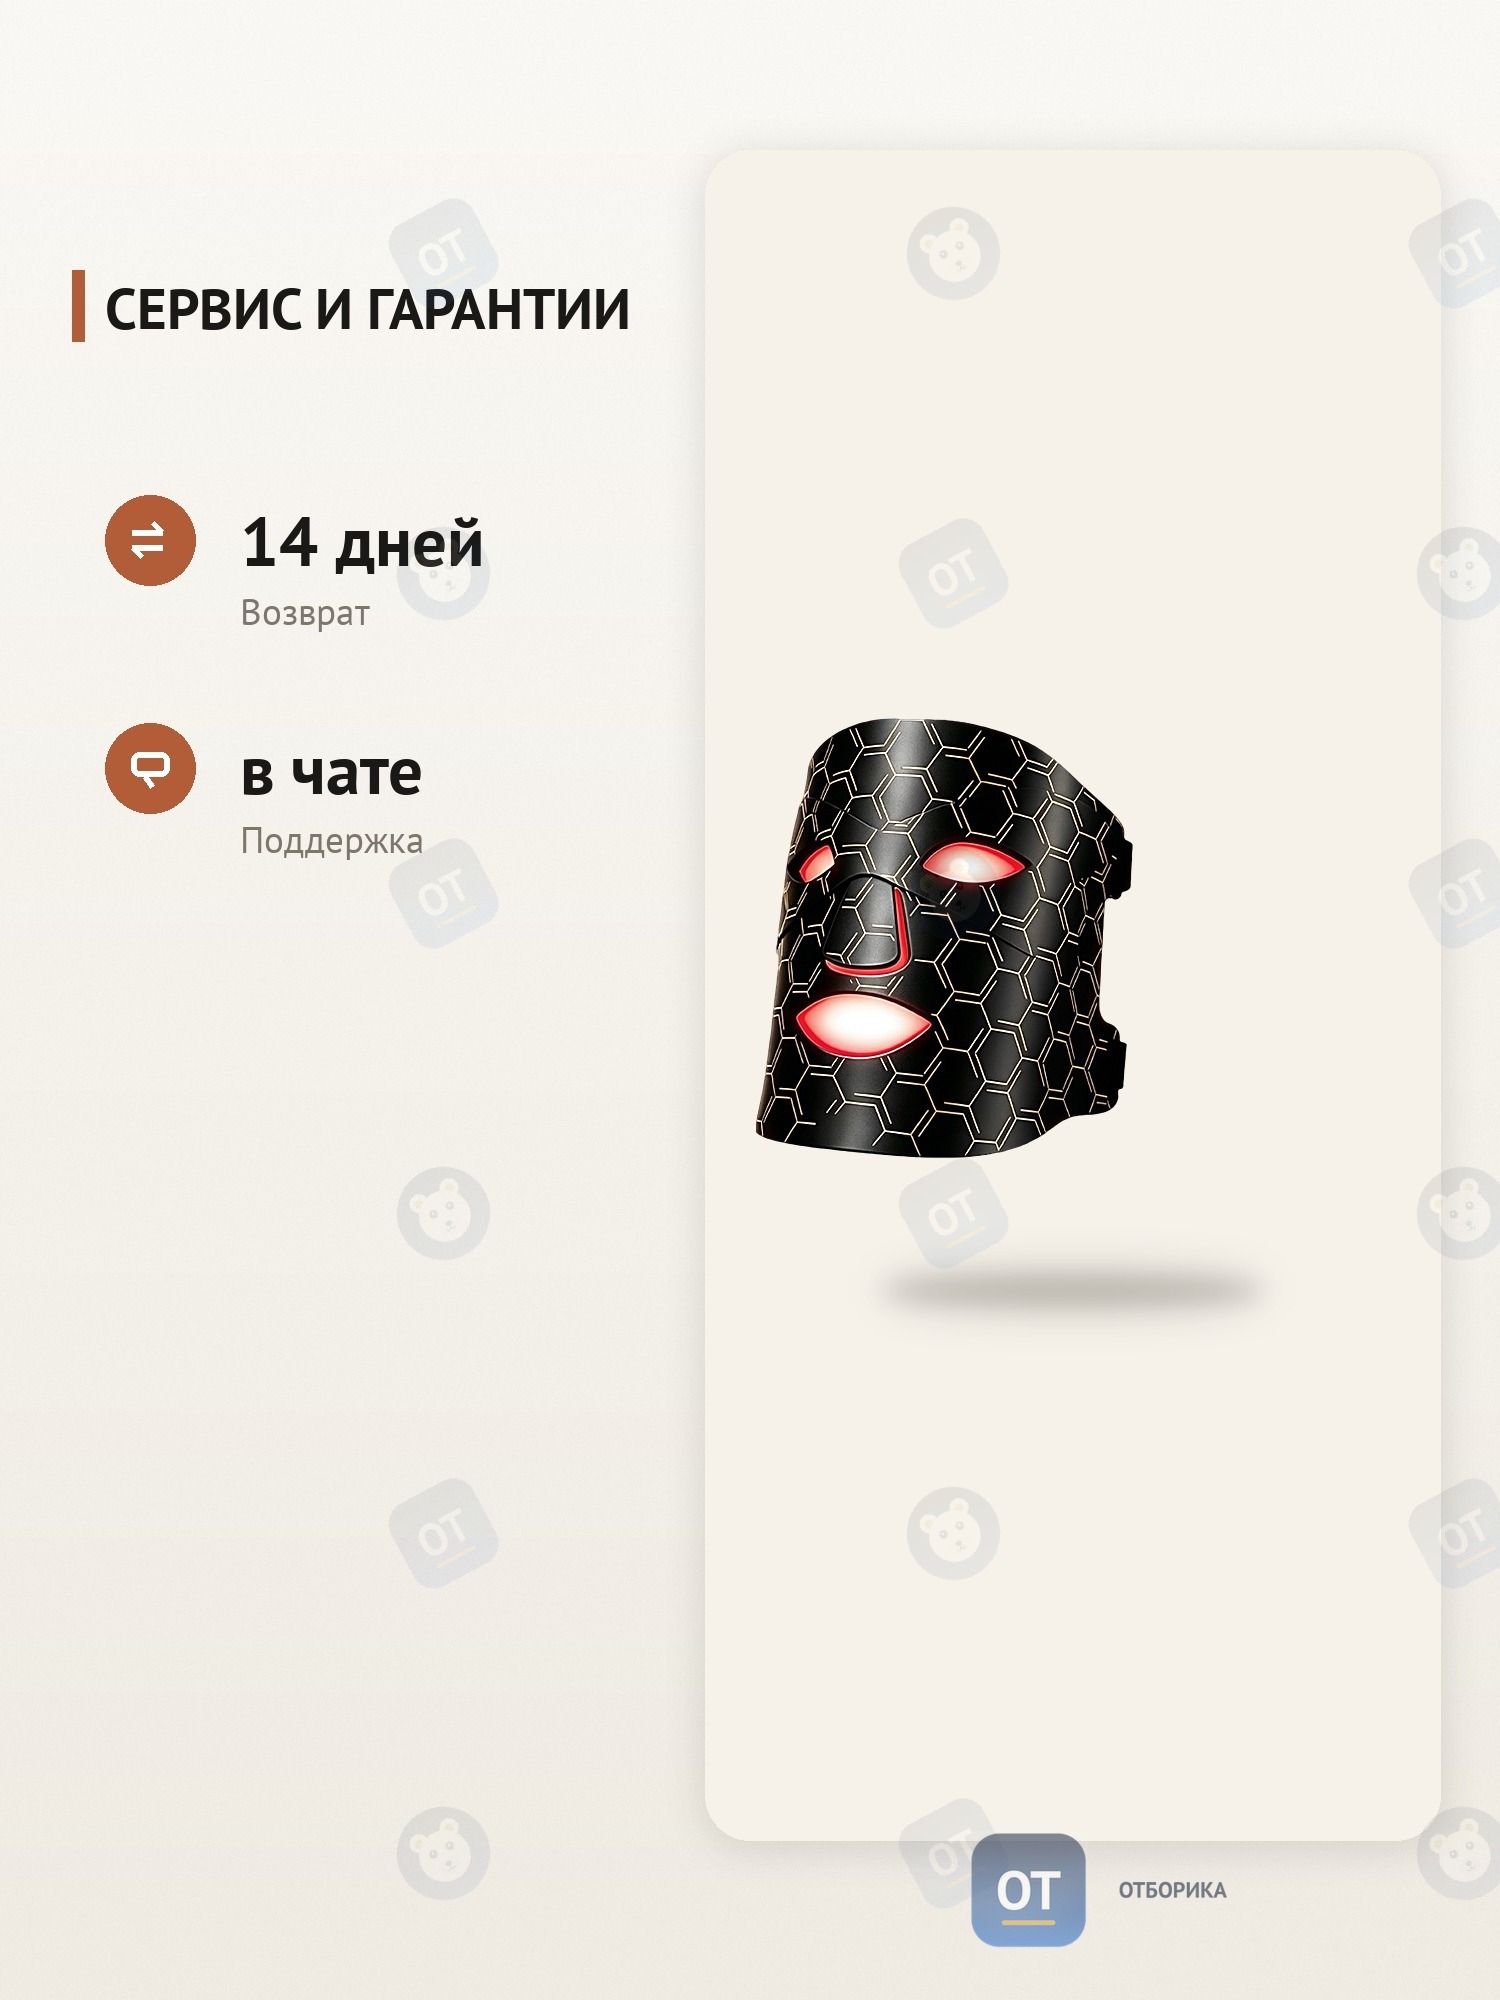 СЕРВИС И ГАРАНТИИ
14 дней
Возврат
в чате
Поддержка
ОТ
ОТБОРИКА